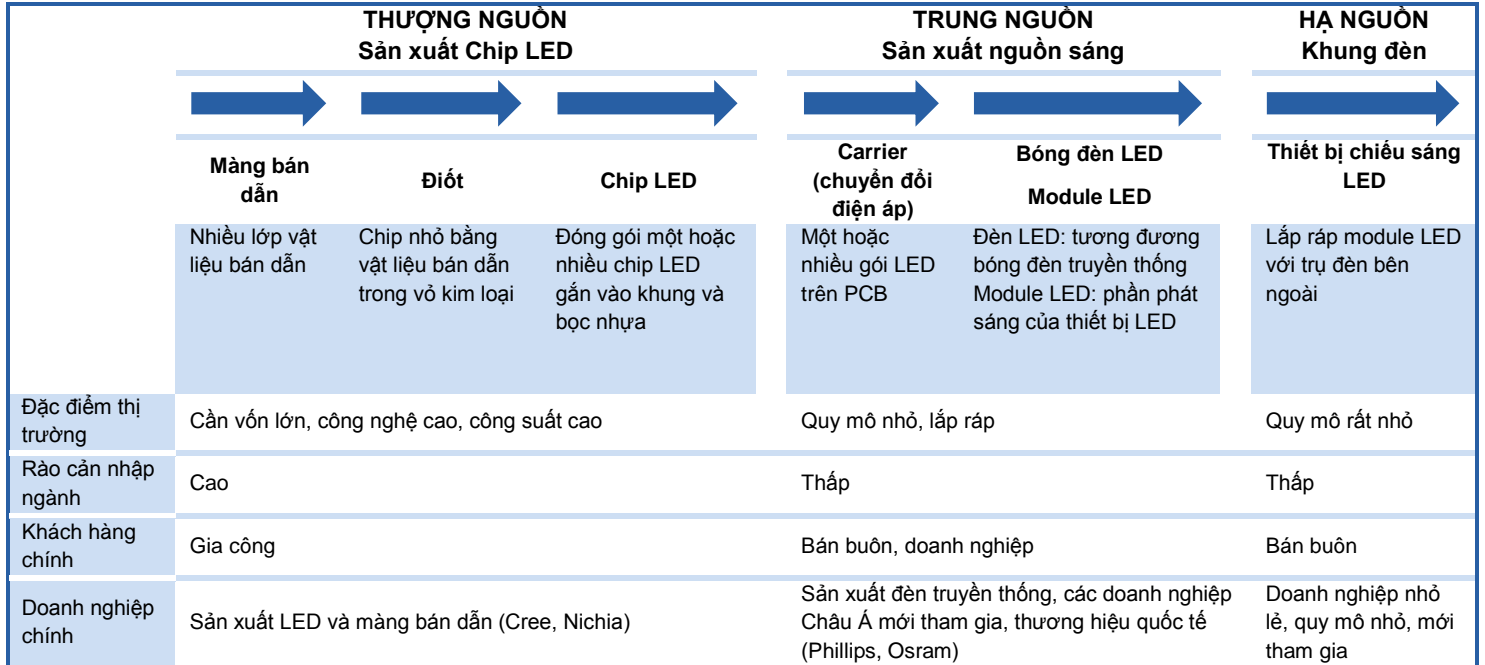 THƯỢNG NGUỒN
Sản xuất Chip LED
TRUNG NGUỒN
Sản xuất nguồn sáng
HẠ NGUỒN
Khung đèn
Màng bán
dẫn
Điốt
Chip LED
Carrier
(chuyển đổi
điện áp)
Bóng đèn LED
Module LED
Thiết bị chiếu sáng
LED
Nhiều lớp vật
liệu bán dẫn
Chip nhỏ bằng
vật liệu bán dẫn
trong vỏ kim loại
Đóng gói một hoặc
nhiều chip LED
gắn vào khung và
bọc nhựa
Một hoặc
nhiều gói LED
trên PCB
Đèn LED: tương đương
bóng đèn truyền thống
Module LED: phần phát
sáng của thiết bị LED
Lắp ráp module LED
với trụ đèn bên
ngoài
Đặc điểm thị
trường
Cần vốn lớn, công nghệ cao, công suất cao
Quy mô nhỏ, lắp ráp
Quy mô rất nhỏ
Rào cản nhập
ngành
Cao
Thấp
Thấp
Khách hàng
chính
Gia công
Bán buôn, doanh nghiệp
Bán buôn
Doanh nghiệp
chính
Sản xuất LED và màng bán dẫn (Cree, Nichia)
Sản xuất đèn truyền thống, các doanh nghiệp
Châu Á mới tham gia, thương hiệu quốc tế
(Phillips, Osram)
Doanh nghiệp nhỏ
lẻ, quy mô nhỏ, mới
tham gia